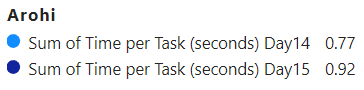 Arohi
Sum of Time per Task (seconds) Day14 0.77
Sum of Time per Task (seconds) Day15 0.92